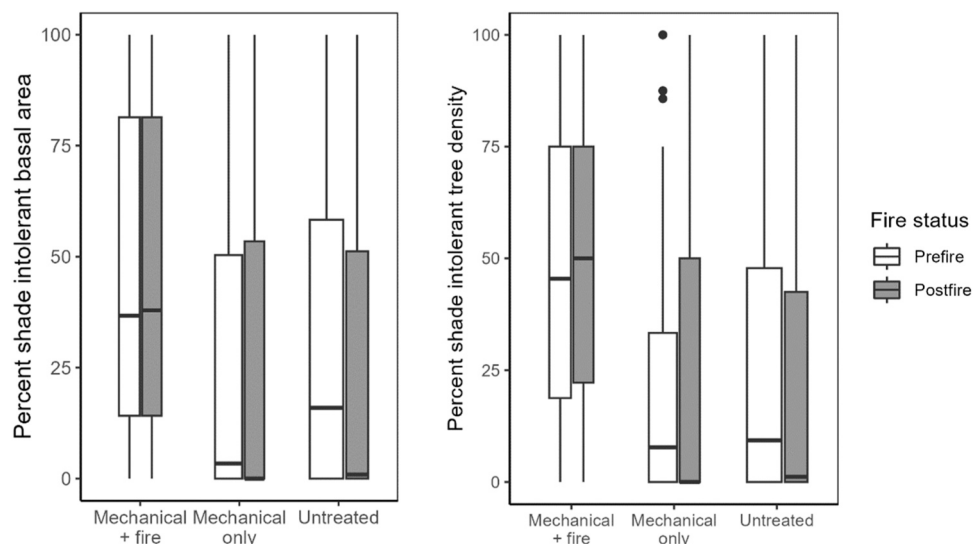 Percent shade intolerant basal area
100
75
50
25
0
Mechanical
+ fire
Mechanical
only
Untreated
Percent shade intolerant tree density
100
75
50
25
0
Mechanical
+ fire
Mechanical
only
Untreated
Fire status
Prefire
Postfire